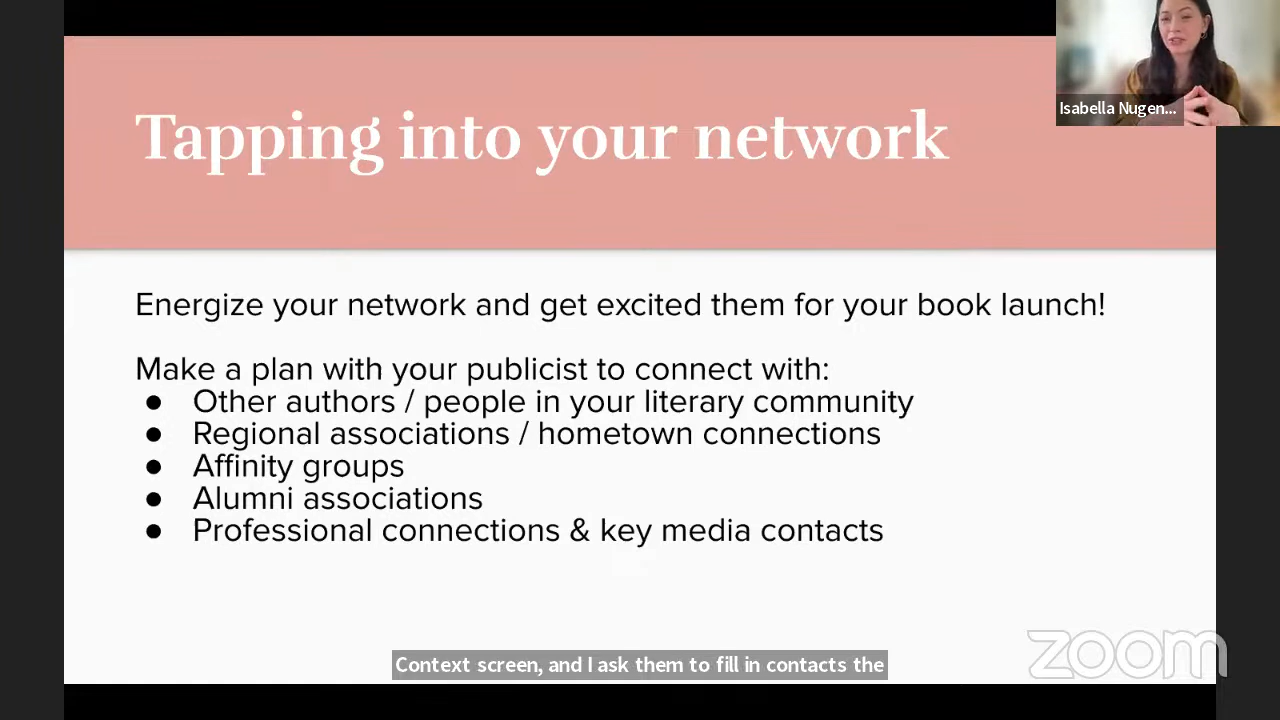 Isabella Nugen...
Tapping into your network
Energize your network and get excited them for your book launch!
Make a plan with your publicist to connect with:
● Other authors / people in your literary community
● Regional associations / hometown connections
● Affinity groups
● Alumni associations
● Professional connections & key media contacts
Context screen, and I ask them to fill in contacts the
zoom